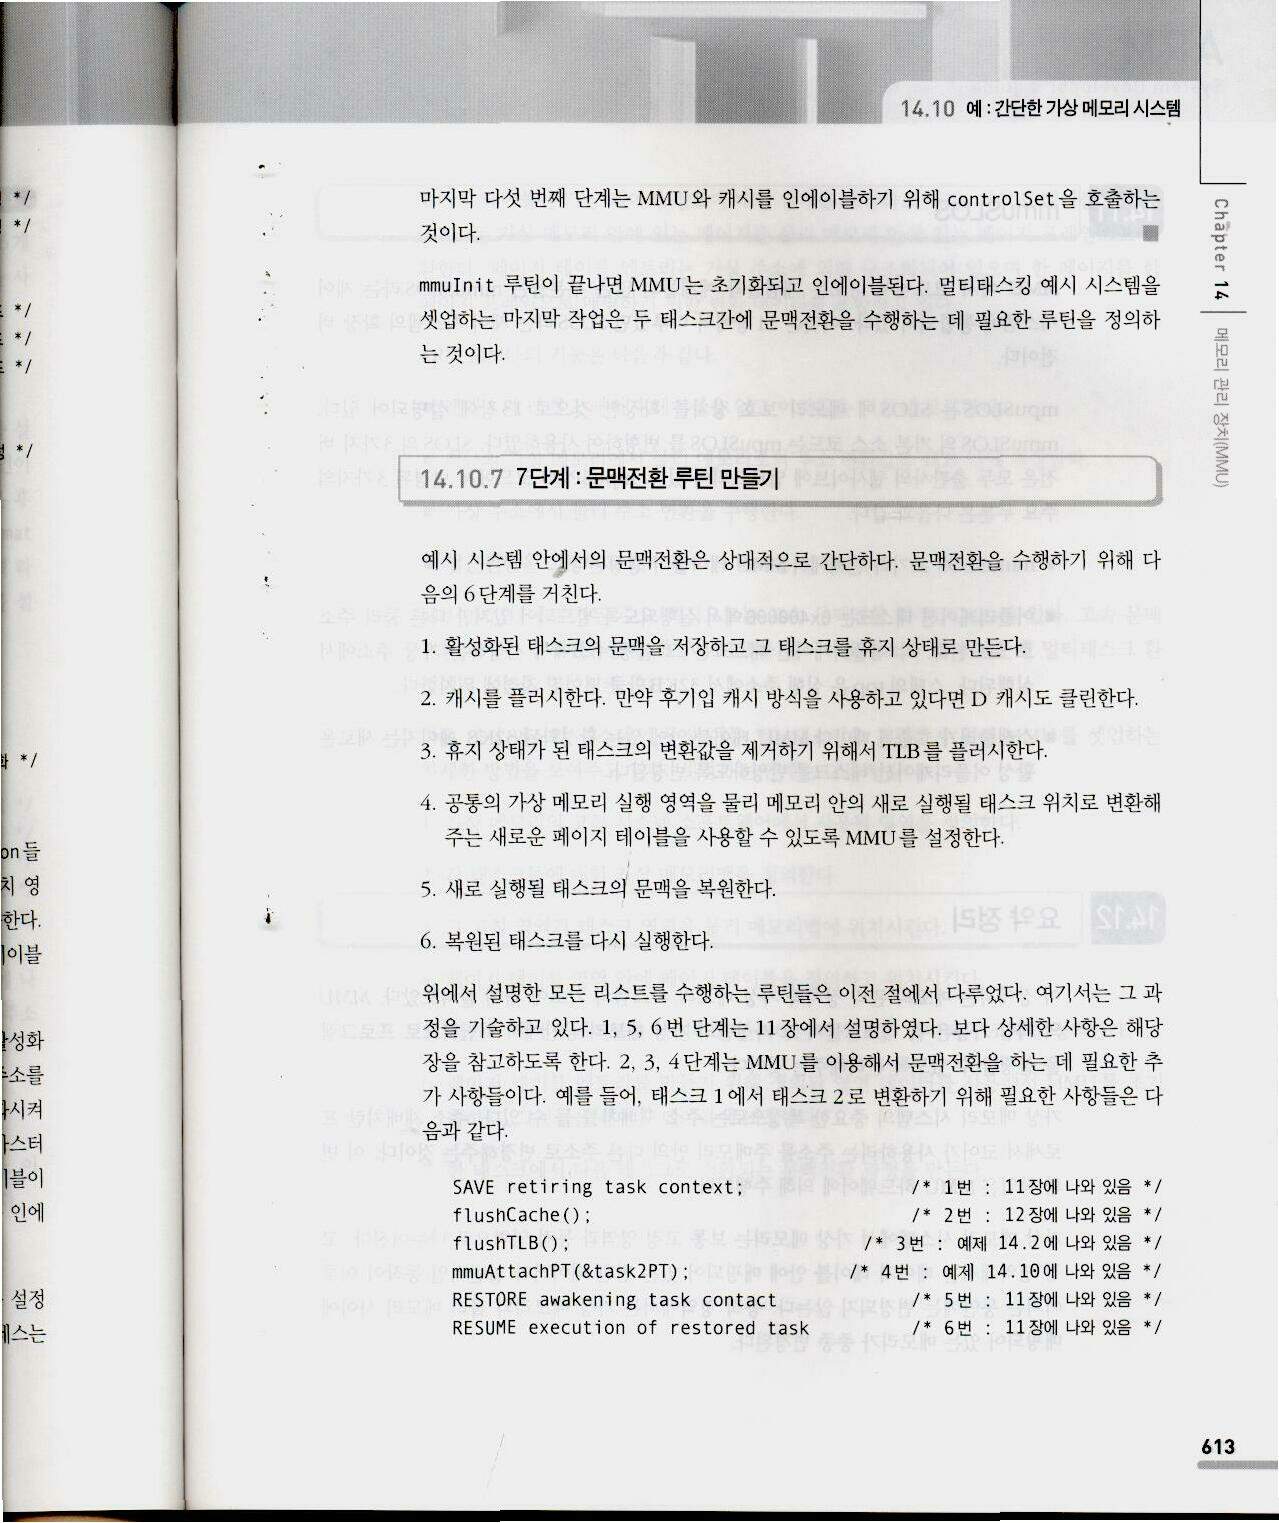 14.10 예 : 간단한 가상 메모리 시스템
마지막 다섯 번째 단계는 MMU와 캐시를 인에이블하기 위해 controlSet을 호출하는
것이다.
mmuInit 루틴이 끝나면 MMU는 초기화되고 인에이블된다. 멀티태스킹 예시 시스템을
셋업하는 마지막 작업은 두 태스크간에 문맥전환을 수행하는 데 필요한 루틴을 정의하
는 것이다.
14.10.7 7단계 : 문맥전환 루틴 만들기
예시 시스템 안에서의 문맥전환은 상대적으로 간단하다. 문맥전환을 수행하기 위해 다
음의 6단계를 거친다.
1. 활성화된 태스크의 문맥을 저장하고 그 태스크를 휴지 상태로 만든다.
2. 캐시를 플러시한다. 만약 후기입 캐시 방식을 사용하고 있다면 D 캐시도 클린한다.
3. 휴지 상태가 된 태스크의 변환값을 제거하기 위해서 TLB를 플러시한다.
4. 공통의 가상 메모리 실행 영역을 물리 메모리 안의 새로 실행될 태스크 위치로 변환해
주는 새로운 페이지 테이블을 사용할 수 있도록 MMU를 설정한다.
5. 새로 실행될 태스크의 문맥을 복원한다.
6. 복원된 태스크를 다시 실행한다.
위에서 설명한 모든 리스트를 수행하는 루틴들은 이전 절에서 다루었다. 여기서는 그 과
정을 기술하고 있다. 1, 5, 6번 단계는 11장에서 설명하였다. 보다 상세한 사항은 해당
장을 참고하도록 한다. 2, 3, 4단계는 MMU를 이용해서 문맥전환을 하는 데 필요한 추
가 사항들이다. 예를 들어, 태스크 1에서 태스크 2로 변환하기 위해 필요한 사항들은 다
음과 같다.
SAVE retiring task context; /* 1번 : 11장에 나와 있음 */
flushCache(); /* 2번 : 12장에 나와 있음 */
flushTLB(); /* 3번 : 예제 14.2에 나와 있음 */
mmuAttachPT(&task2PT); /* 4번 : 예제 14.10에 나와 있음 */
RESTORE awakening task contact /* 5번 : 11장에 나와 있음 */
RESUME execution of restored task /* 6번 : 11장에 나와 있음 */
Chapter 14 메모리 관리 장치(MMU)
613